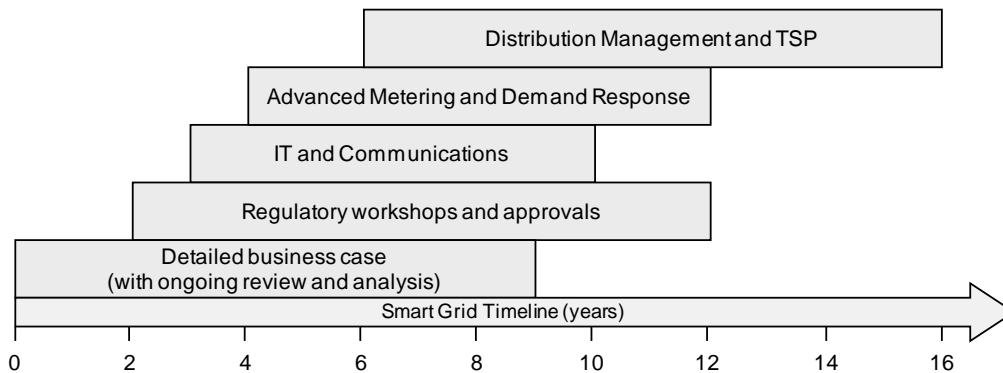 Distribution Management and TSP
Advanced Metering and Demand Response
IT and Communications
Regulatory workshops and approvals
Detailed business case
(with ongoing review and analysis)
Smart Grid Timeline (years)
0 2 4 6 8 10 12 14 16